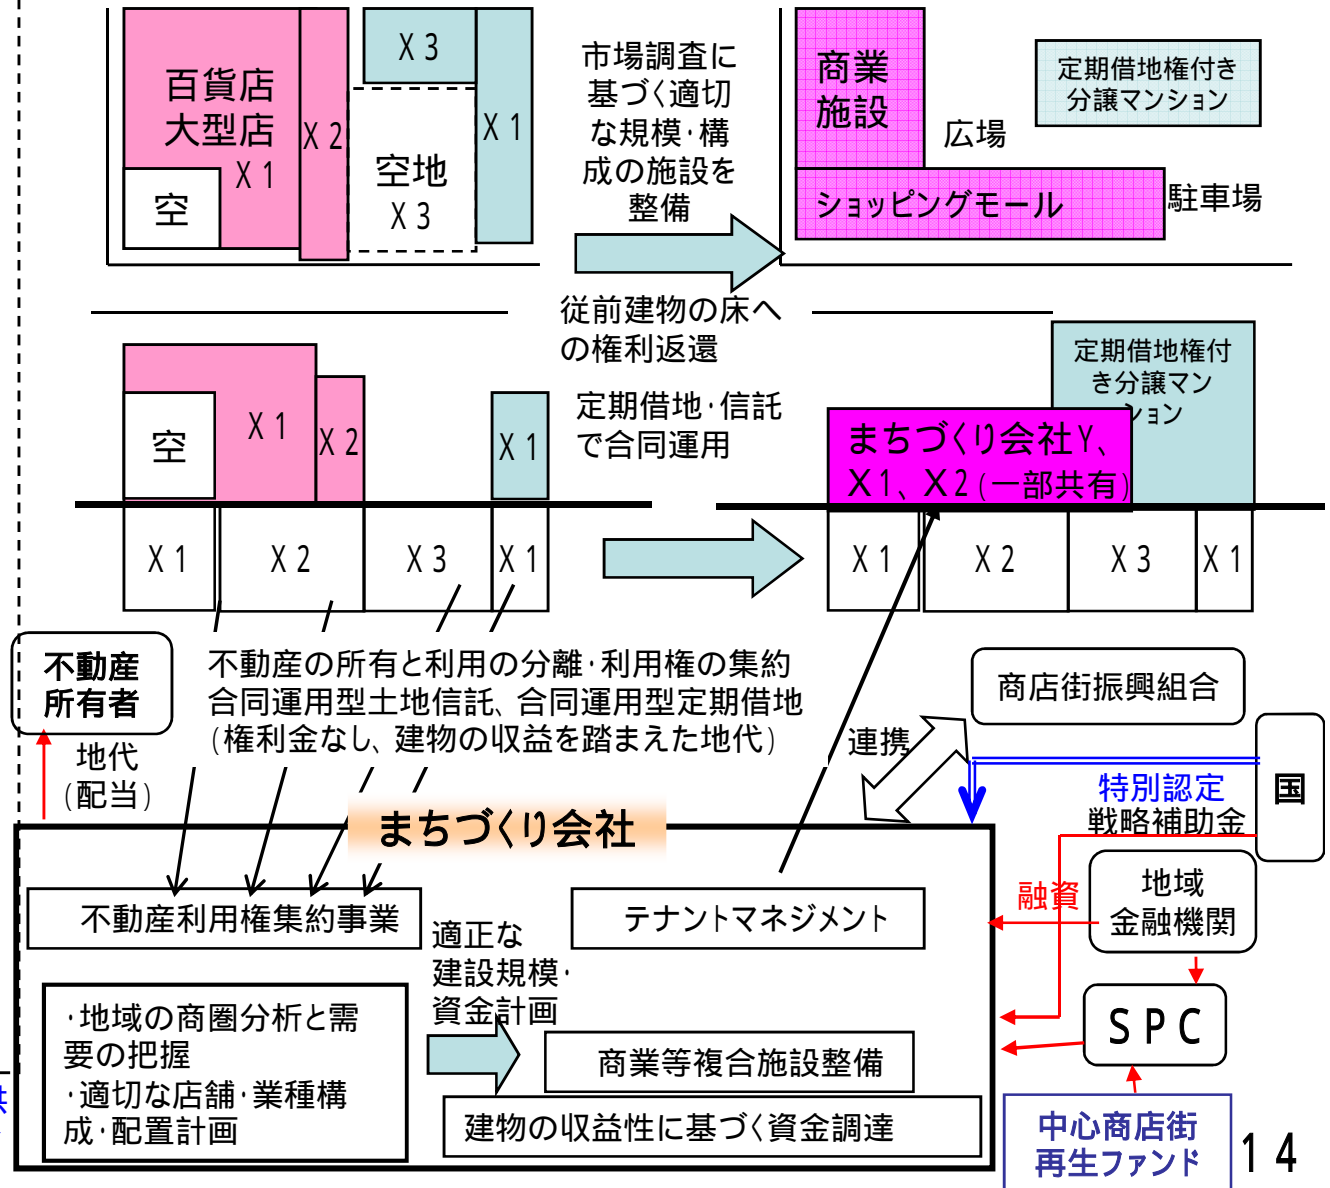 百貨店
大型店
X1
X2
空
X3
空地
X3
X1
市場調査に
基づく適切
な規模・構
成の施設を
整備
商業
施設
広場
定期借地権付き
分譲マンション
ショッピングモール
駐車場
従前建物の床へ
の権利返還
定期借地・信託
で合同運用
空
X1
X2
X1
定期借地権付
き分譲マン
ション
まちづくり会社Y、
X1、X2(一部共有)
X1
X2
X3
X1
X1
X2
X3
X1
不動産
所有者
地代
(配当)
不動産の所有と利用の分離・利用権の集約
合同運用型土地信託、合同運用型定期借地
(権利金なし、建物の収益を踏まえた地代)
連携
商店街振興組合
国
特別認定
戦略補助金
まちづくり会社
不動産利用権集約事業
テナントマネジメント
融資
地域
金融機関
適正な
建設規模・
資金計画
・地域の商圏分析と需
要の把握
・適切な店舗・業種構
成・配置計画
商業等複合施設整備
建物の収益性に基づく資金調達
SPC
中心商店街
再生ファンド
14